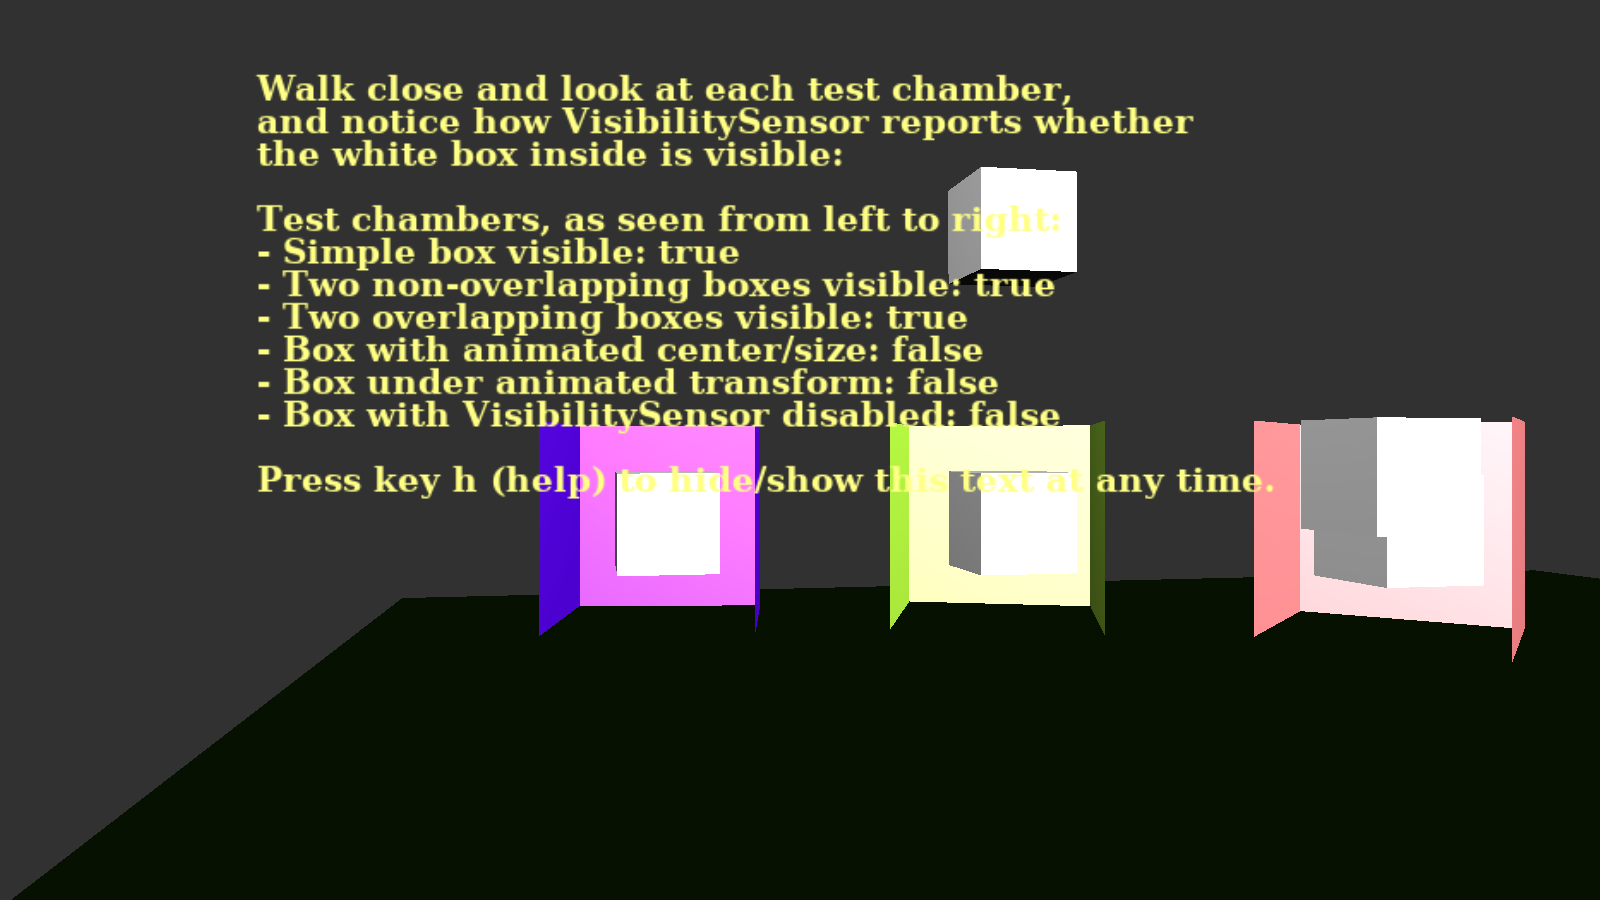 Walk close and look at each test chamber,
and notice how VisibilitySensor reports whether
the white box inside is visible:
Test chambers, as seen from left to right:
- Simple box visible: true
- Two non-overlapping boxes visible: true
- Two overlapping boxes visible: true
- Box with animated center/size: false
- Box under animated transform: false
- Box with VisibilitySensor disabled: false
Press key h (help) to hide/show this text at any time.